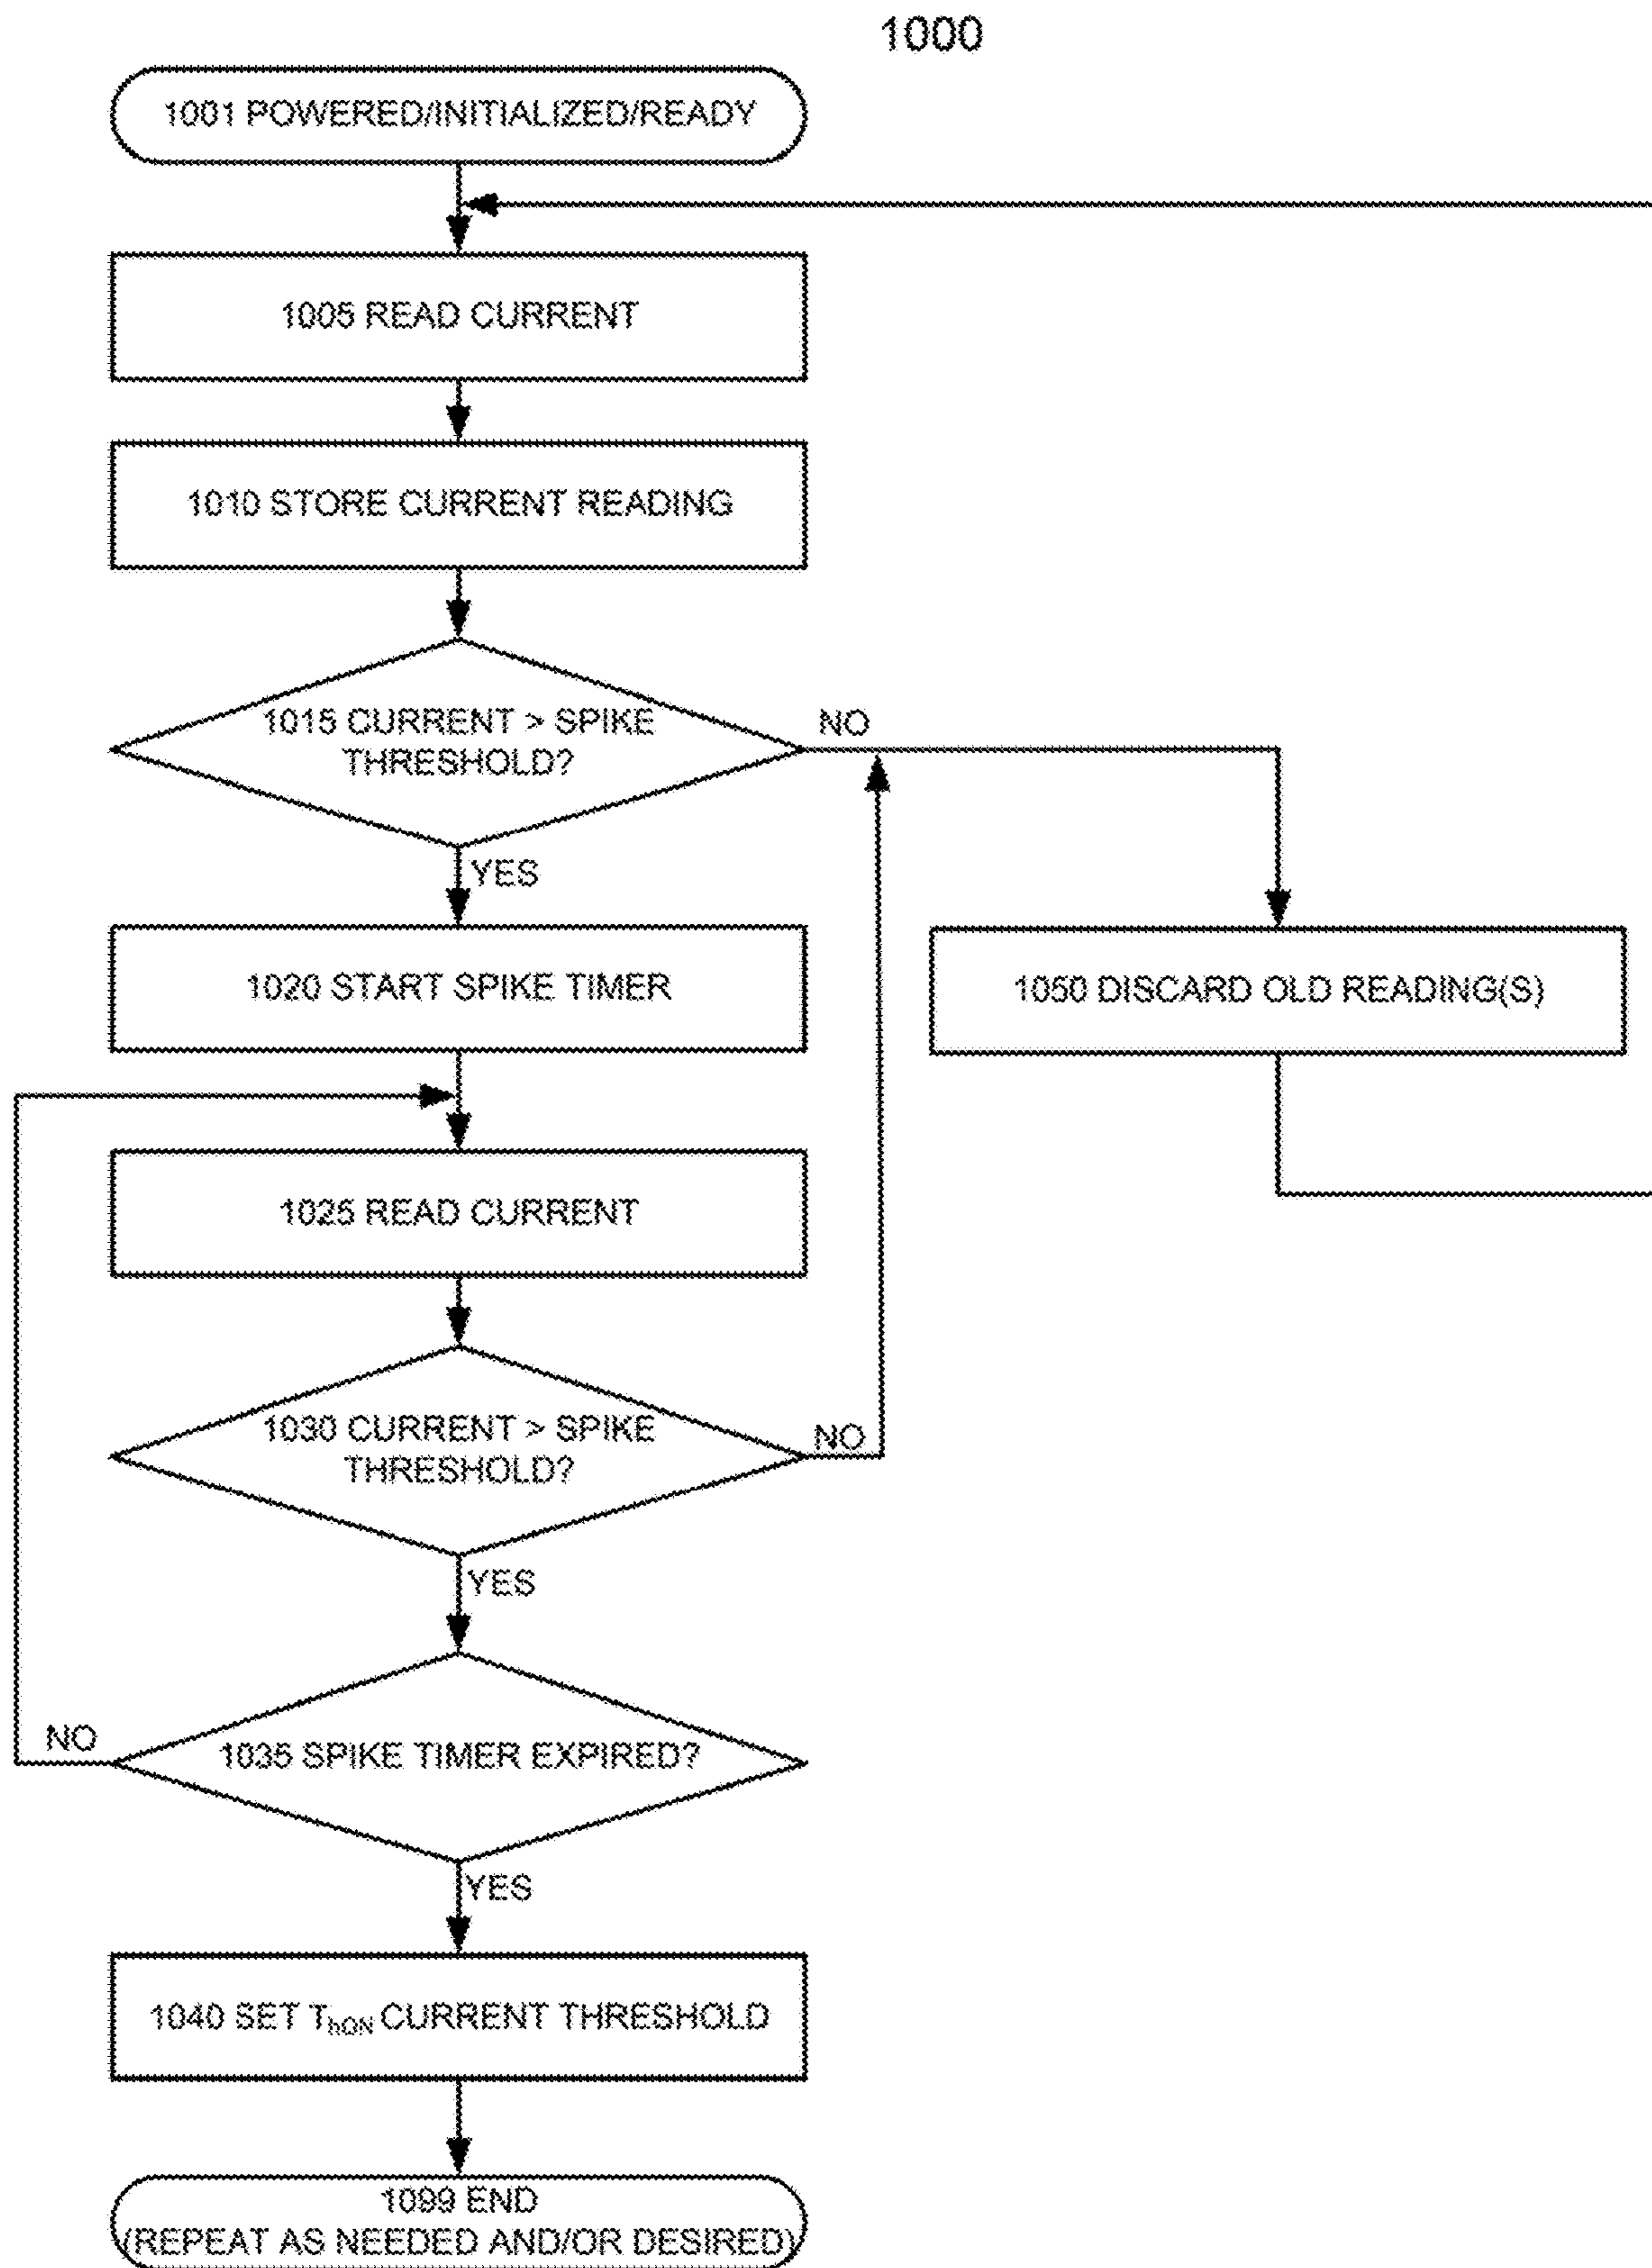 1000
1001 POWERED/INITIALIZED/READY
1005 READ CURRENT
1010 STORE CURRENT READING
1015 CURRENT > SPIKE
THRESHOLD?
NO
YES
1020 START SPIKE TIMER
1050 DISCARD OLD READING(S)
1025 READ CURRENT
1030 CURRENT > SPIKE
THRESHOLD?
NO
YES
NO
1035 SPIKE TIMER EXPIRED?
YES
1040 SET ThON CURRENT THRESHOLD
1099 END
(REPEAT AS NEEDED AND/OR DESIRED)